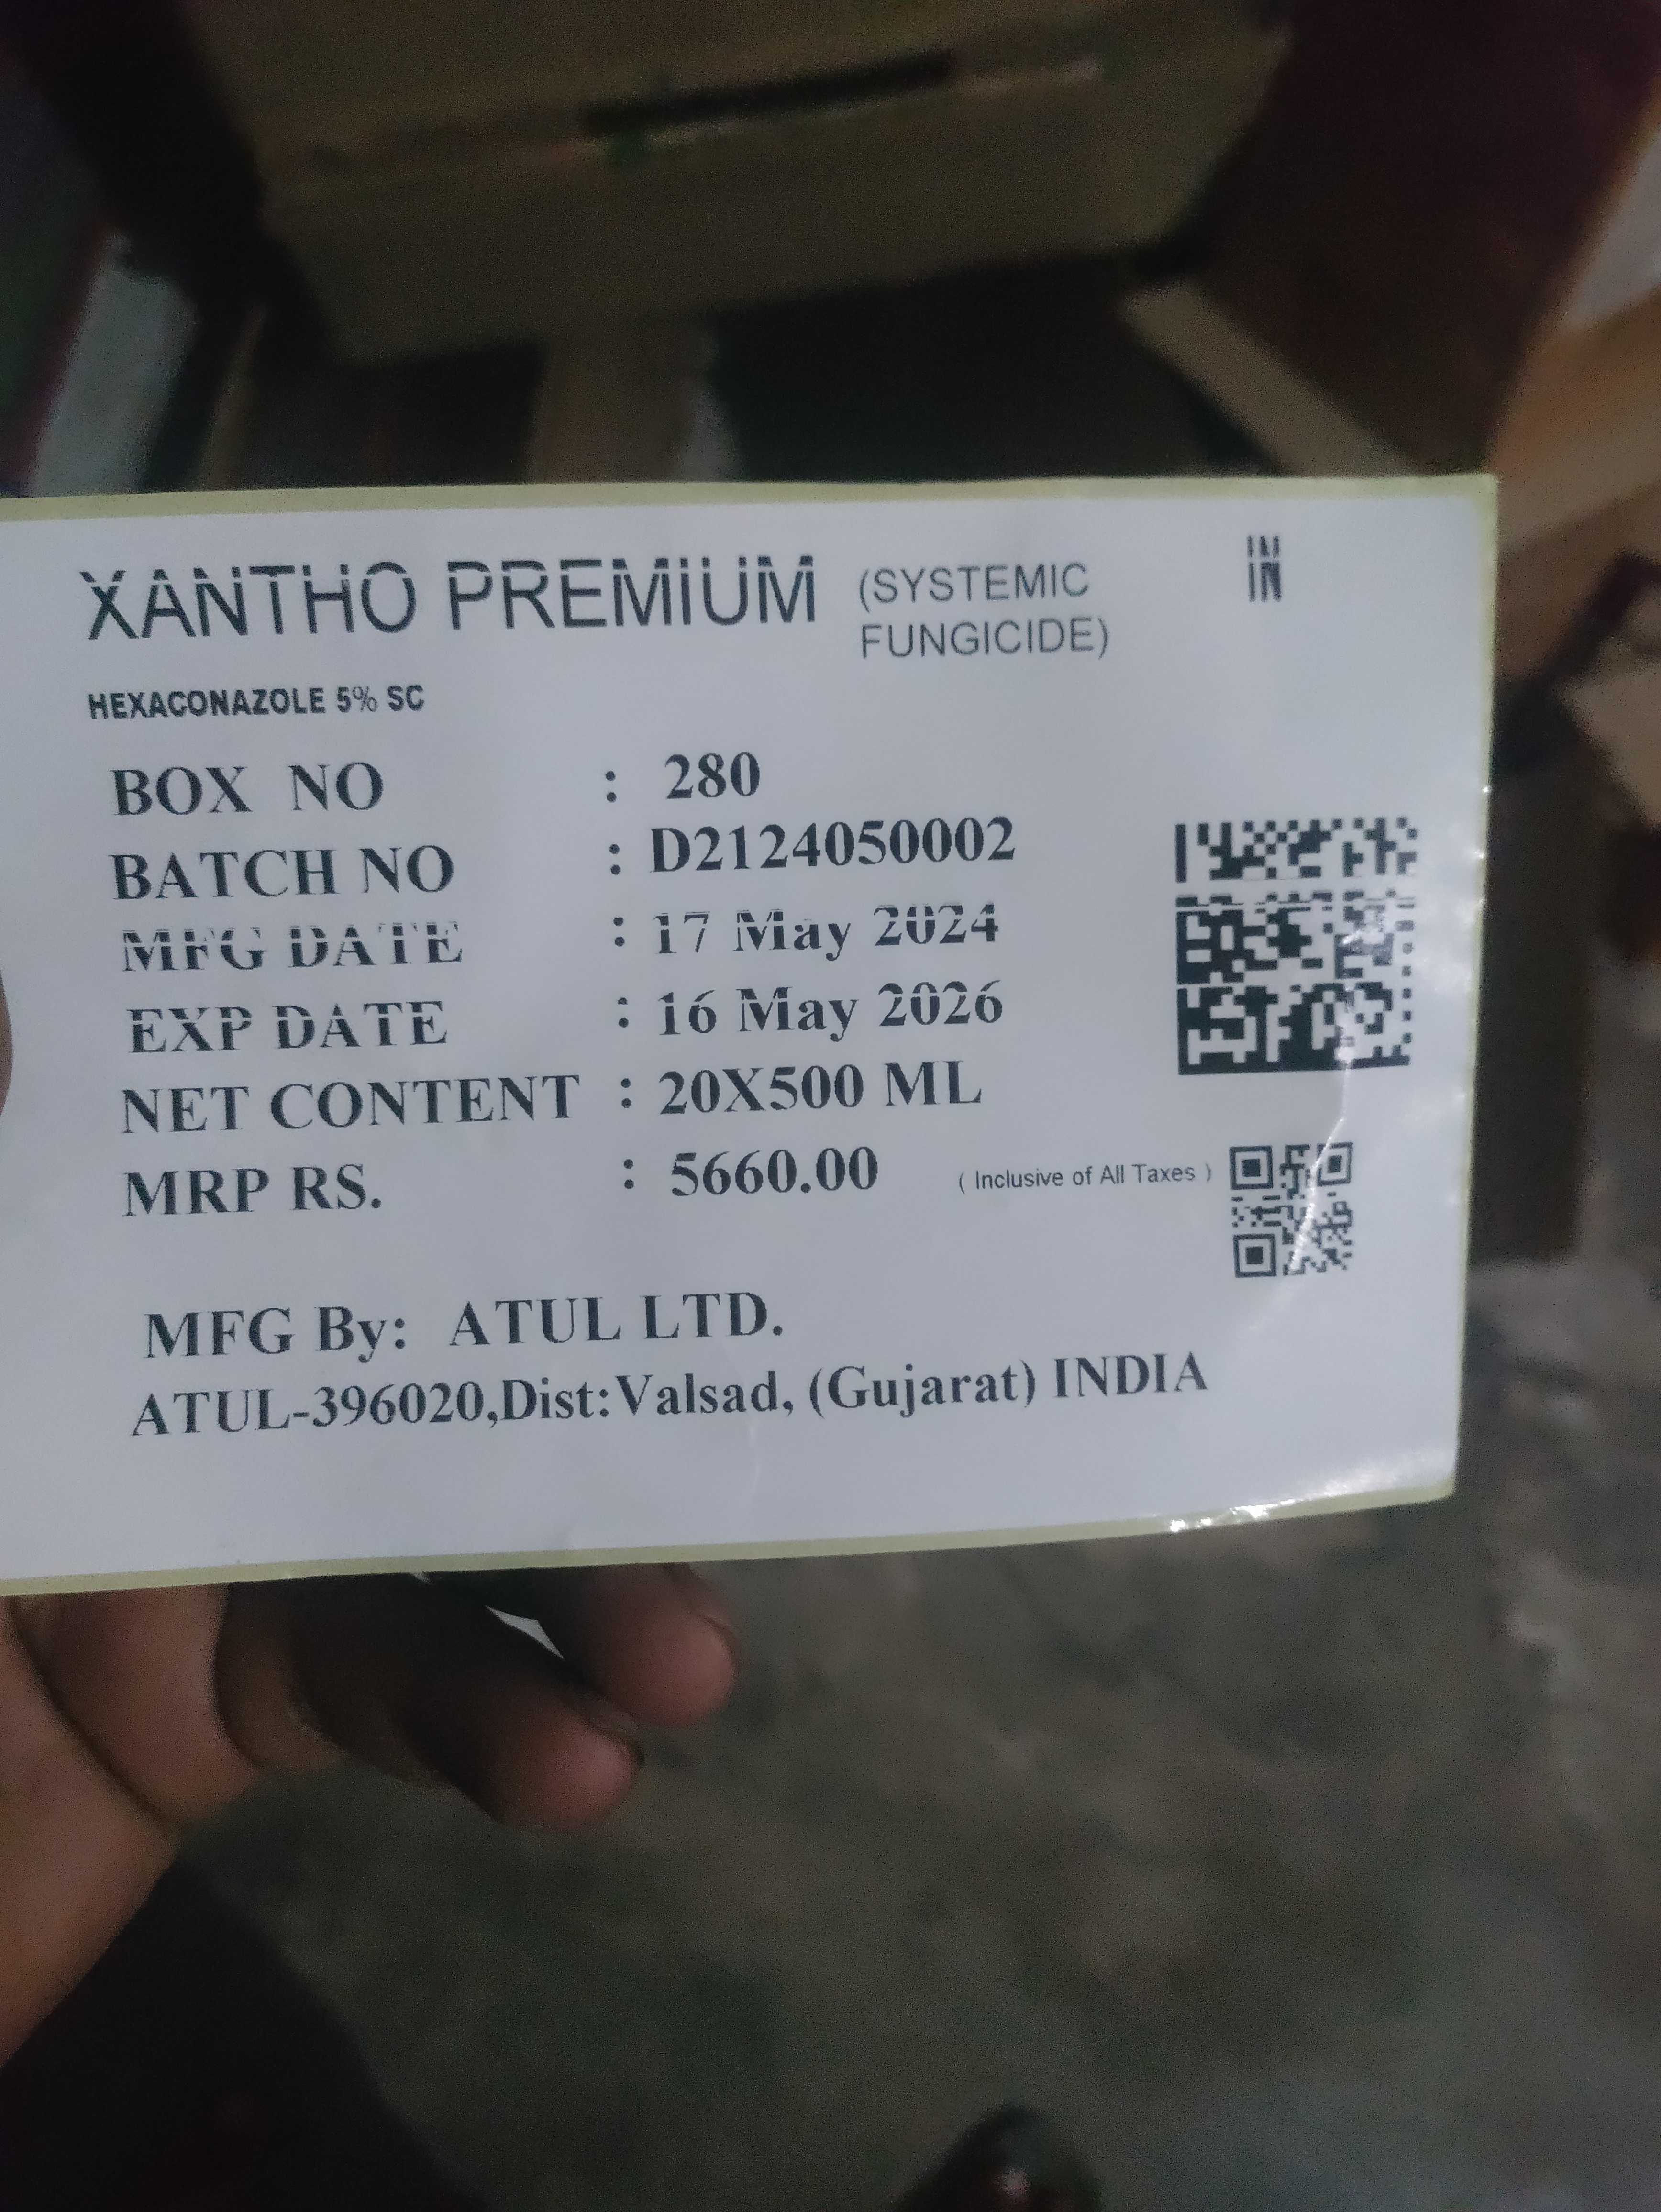 XANTHO PREMIUM (SYSTEMIC
FUNGICIDE)
IN
IN
HEXACONAZOLE 5% SC
BOX NO : 280
BATCH NO : D2124050002
MFG DATE : 17 May 2024
EXP DATE : 16 May 2026
NET CONTENT : 20X500 ML
MRP RS. : 5660.00 ( Inclusive of All Taxes )
MFG By: ATUL LTD.
ATUL-396020,Dist:Valsad, (Gujarat) INDIA